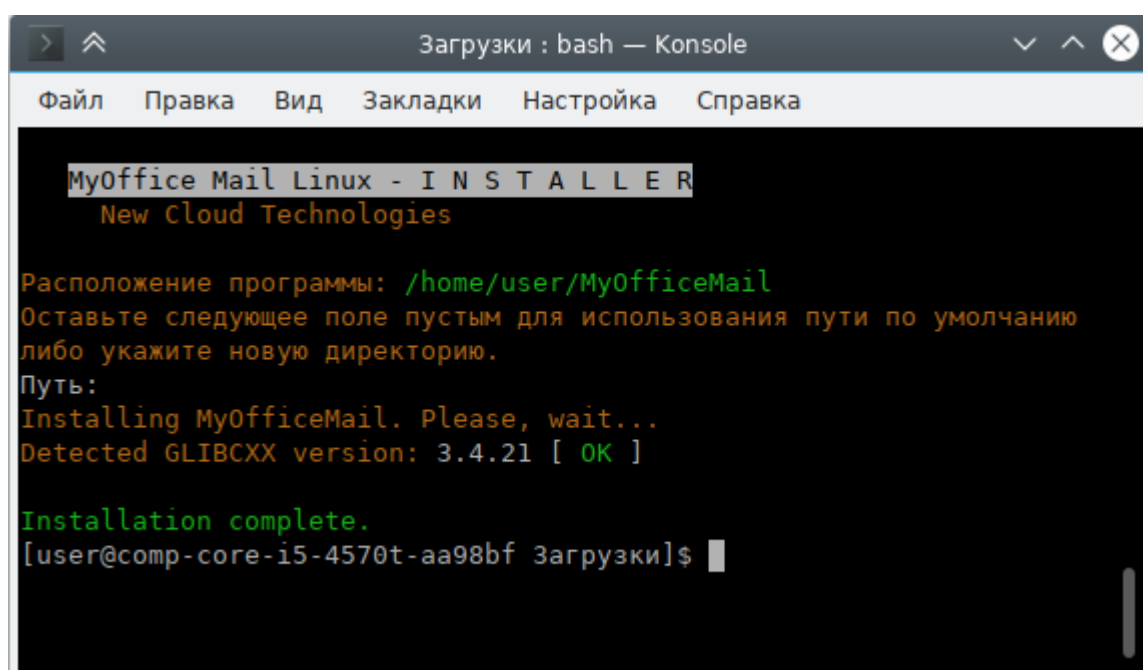 Загрузки : bash — Konsole
Файл Правка Вид Закладки Настройка Справка
MyOffice Mail Linux - I N S T A L L E R
New Cloud Technologies
Расположение программы: /home/user/MyOfficeMail
Оставьте следующее поле пустым для использования пути по умолчанию
либо укажите новую директорию.
Путь:
Installing MyOfficeMail. Please, wait...
Detected GLIBCXX version: 3.4.21 [ OK ]
Installation complete.
[user@comp-core-i5-4570t-aa98bf Загрузки]$